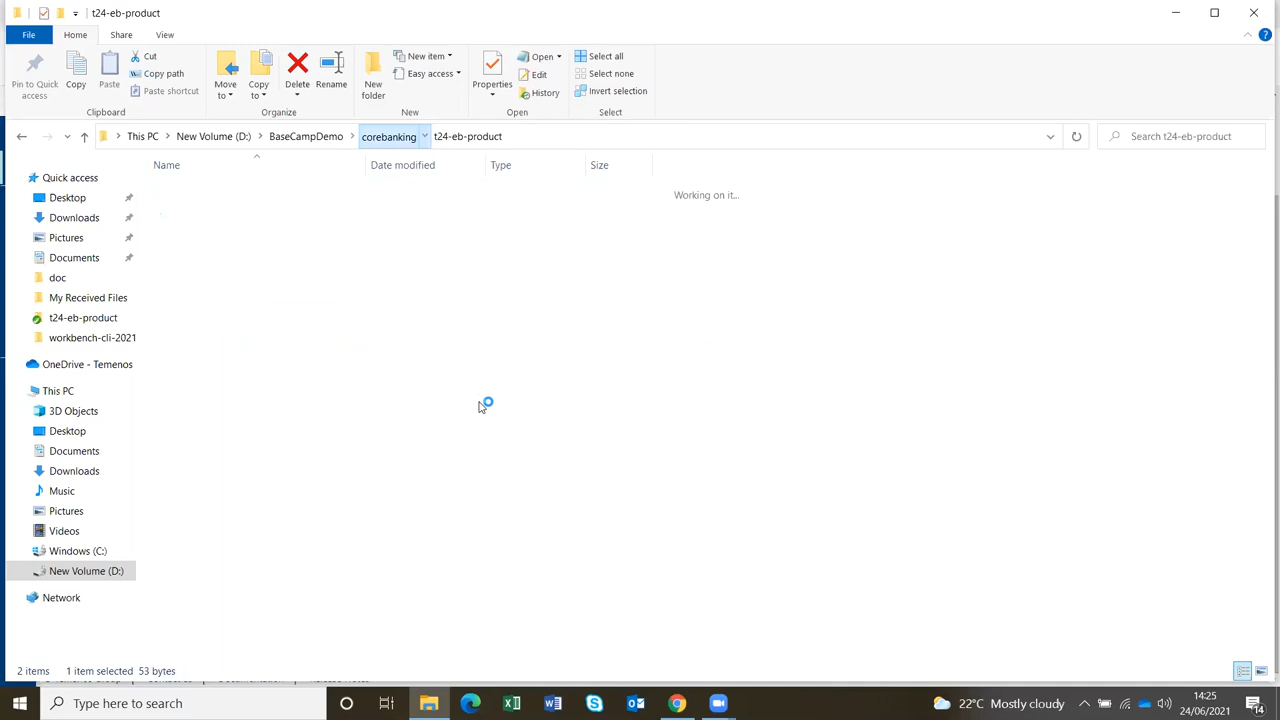 t24-eb-product
File Home Share View
Pin to Quick access
Copy
Paste
Cut
Copy path
Paste shortcut
Clipboard
Move to
Copy to
Delete
Rename
Organize
New folder
New item
Easy access
New
Properties
Open
Edit
History
Open
Select all
Select none
Invert selection
Select
This PC New Volume (D:) BaseCampDemo corebanking t24-eb-product
Search t24-eb-product
Name Date modified Type Size
Working on it...
Quick access
Desktop
Downloads
Pictures
Documents
doc
My Received Files
t24-eb-product
workbench-cli-2021
OneDrive - Temenos
This PC
3D Objects
Desktop
Documents
Downloads
Music
Pictures
Videos
Windows (C:)
New Volume (D:)
Network
2 items 1 item selected 53 bytes
Type here to search
22°C Mostly cloudy
14:25
24/06/2021
14